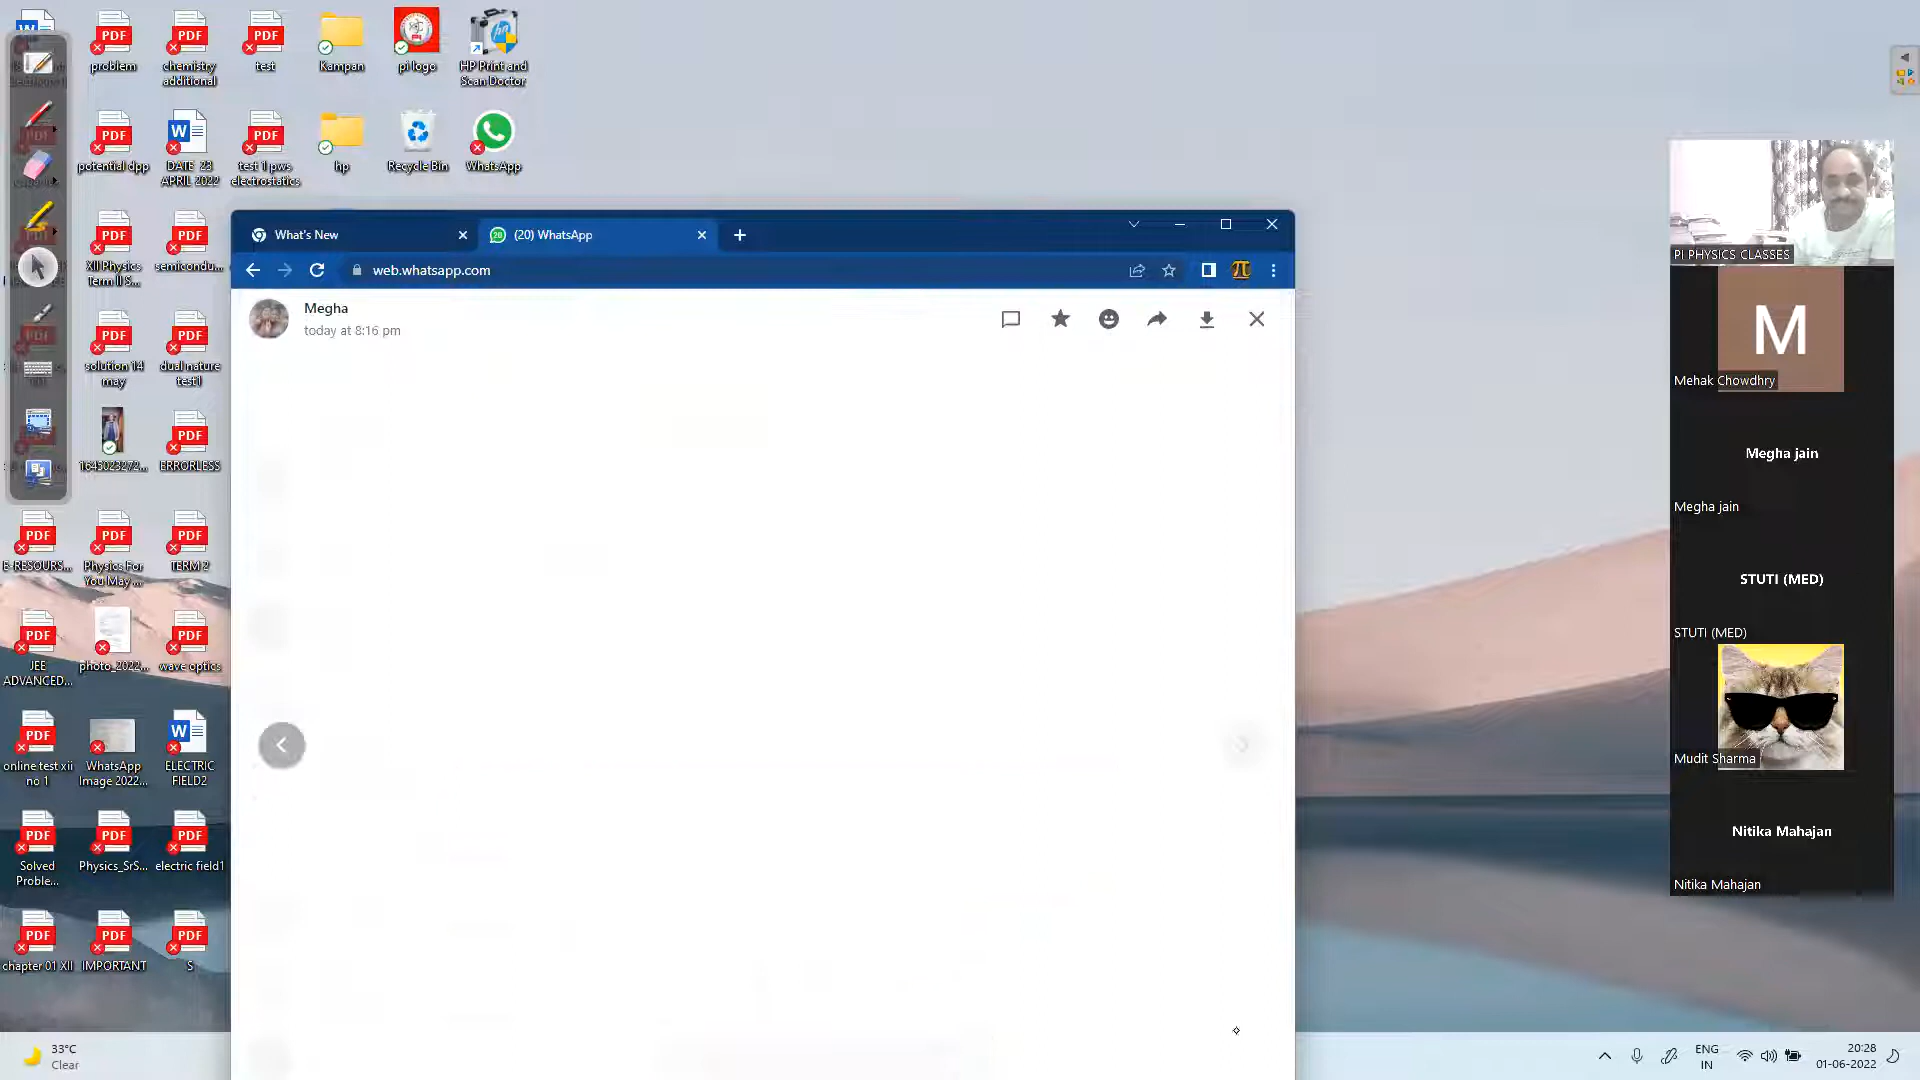 problem
chemistry
additional
test
Kampan
pi logo
HP Print and
Scan Doctor
potential dpp
DATE 23
APRIL 2022
test 1 pws
electrostatics
hp
Recycle Bin
WhatsApp
XII Physics
Term II S...
semicondu...
solution 14
may
dual nature
test1
1645023272...
ERRORLESS
E-RESOURS...
Physics For
You May ...
TERM 2
JEE
ADVANCED...
photo_2022...
wave optics
online test xii
no 1
WhatsApp
Image 2022...
ELECTRIC
FIELD2
Solved
Proble...
Physics_SrS...
electric field1
chapter 01 XII
IMPORTANT
S
What's New
(20) WhatsApp
web.whatsapp.com
Megha
today at 8:16 pm
PI PHYSICS CLASSES
M
Mehak Chowdhry
Megha jain
Megha jain
STUTI (MED)
STUTI (MED)
Mudit Sharma
Nitika Mahajan
Nitika Mahajan
33°C
Clear
ENG
IN
20:28
01-06-2022